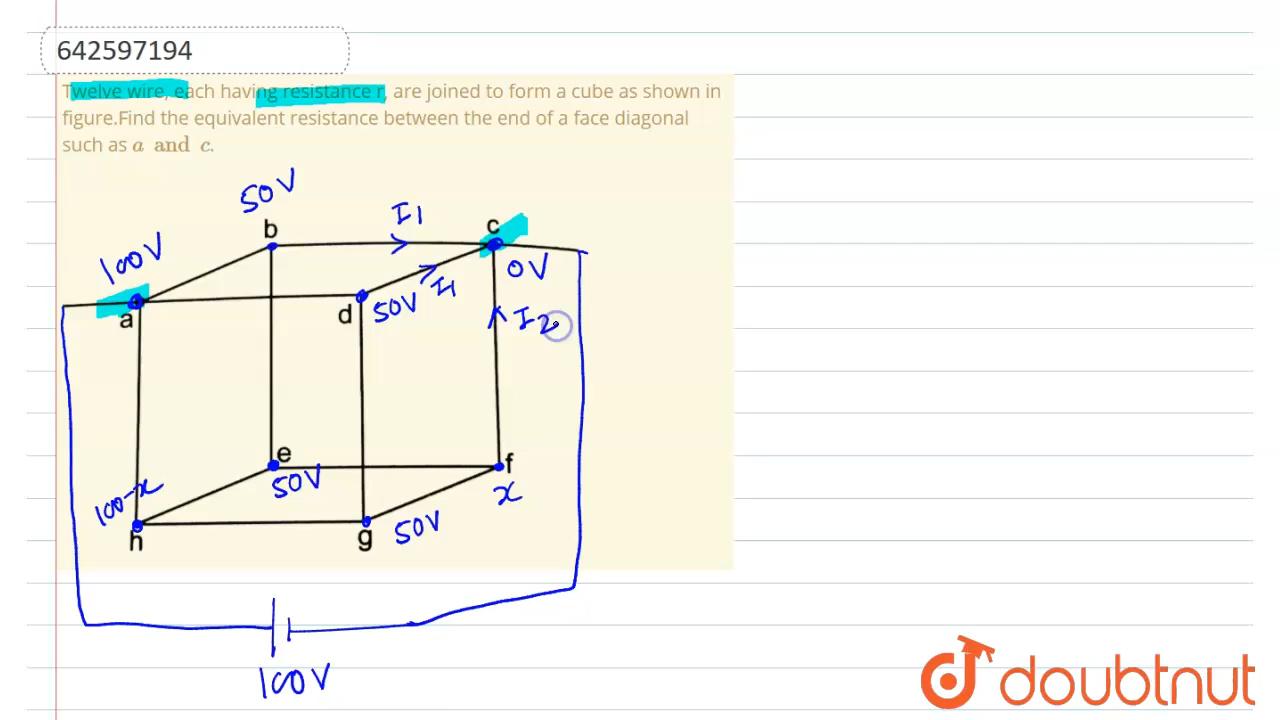 642597194
Twelve wire, each having resistance r, are joined to form a cube as shown in
figure.Find the equivalent resistance between the end of a face diagonal
such as a and c.
50V
b
I1
c
100V
0V
I1
a
d
50V
I2
e
50V
f
x
100-x
h
g
50V
100V
doubtnut